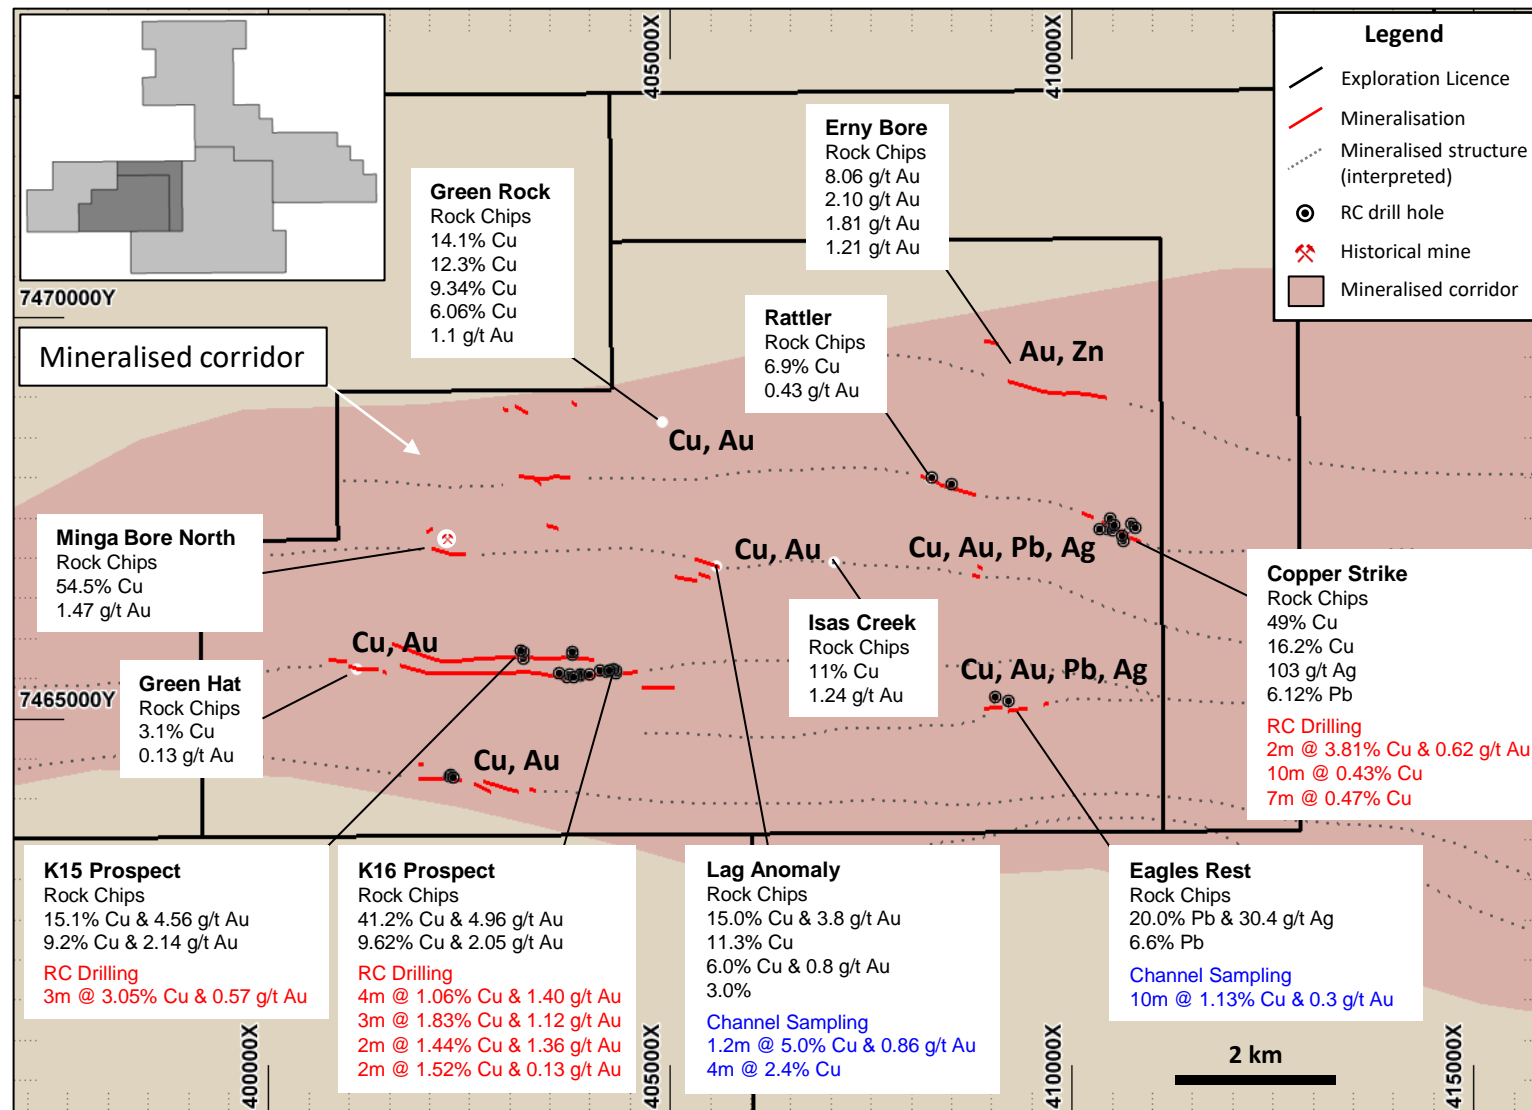 405000X
410000X
Legend
Exploration Licence
Mineralisation
Mineralised structure
(interpreted)
RC drill hole
Historical mine
Mineralised corridor
7470000Y
Mineralised corridor
Green Rock
Rock Chips
14.1% Cu
12.3% Cu
9.34% Cu
6.06% Cu
1.1 g/t Au
Erny Bore
Rock Chips
8.06 g/t Au
2.10 g/t Au
1.81 g/t Au
1.21 g/t Au
Rattler
Rock Chips
6.9% Cu
0.43 g/t Au
Au, Zn
Cu, Au
Minga Bore North
Rock Chips
54.5% Cu
1.47 g/t Au
Cu, Au
Cu, Au, Pb, Ag
Copper Strike
Rock Chips
49% Cu
16.2% Cu
103 g/t Ag
6.12% Pb
RC Drilling
2m @ 3.81% Cu & 0.62 g/t Au
10m @ 0.43% Cu
7m @ 0.47% Cu
Isas Creek
Rock Chips
11% Cu
1.24 g/t Au
Cu, Au
Green Hat
Rock Chips
3.1% Cu
0.13 g/t Au
Cu, Au, Pb, Ag
7465000Y
Cu, Au
K15 Prospect
Rock Chips
15.1% Cu & 4.56 g/t Au
9.2% Cu & 2.14 g/t Au
RC Drilling
3m @ 3.05% Cu & 0.57 g/t Au
K16 Prospect
Rock Chips
41.2% Cu & 4.96 g/t Au
9.62% Cu & 2.05 g/t Au
RC Drilling
4m @ 1.06% Cu & 1.40 g/t Au
3m @ 1.83% Cu & 1.12 g/t Au
2m @ 1.44% Cu & 1.36 g/t Au
2m @ 1.52% Cu & 0.13 g/t Au
Lag Anomaly
Rock Chips
15.0% Cu & 3.8 g/t Au
11.3% Cu
6.0% Cu & 0.8 g/t Au
3.0%
Channel Sampling
1.2m @ 5.0% Cu & 0.86 g/t Au
4m @ 2.4% Cu
Eagles Rest
Rock Chips
20.0% Pb & 30.4 g/t Ag
6.6% Pb
Channel Sampling
10m @ 1.13% Cu & 0.3 g/t Au
2 km
400000X
405000X
410000X
415000X